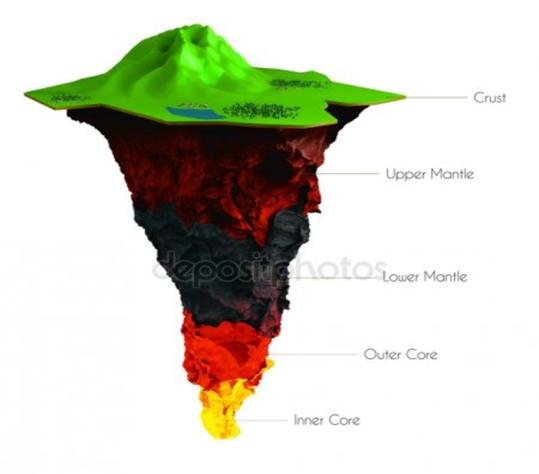 Crust
Upper Mantle
depositphotos
Lower Mantle
Outer Core
Inner Core